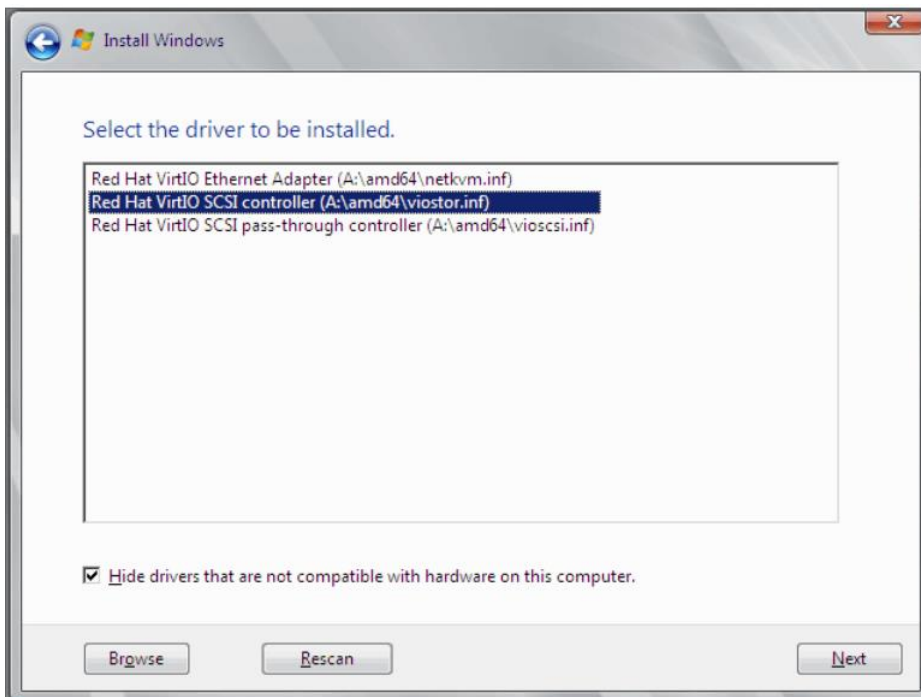 Install Windows
Select the driver to be installed.
Red Hat VirtIO Ethernet Adapter (A:\amd64\netkvm.inf)
Red Hat VirtIO SCSI controller (A:\amd64\viostor.inf)
Red Hat VirtIO SCSI pass-through controller (A:\amd64\vioscsi.inf)
Hide drivers that are not compatible with hardware on this computer.
Browse Rescan Next